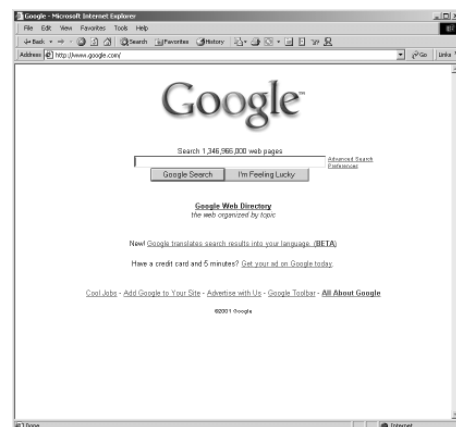 Google - Microsoft Internet Explorer
File Edit View Favorites Tools Help
Back Search Favorites History
Address http://www.google.com/ Go Links
Google™
Search 1,346,966,000 web pages
Advanced Search
Preferences
Google Search I'm Feeling Lucky
Google Web Directory
the web organized by topic
New! Google translates search results into your language. (BETA)
Have a credit card and 5 minutes? Get your ad on Google today.
Cool Jobs - Add Google to Your Site - Advertise with Us - Google Toolbar - All About Google
©2001 Google
Done Internet